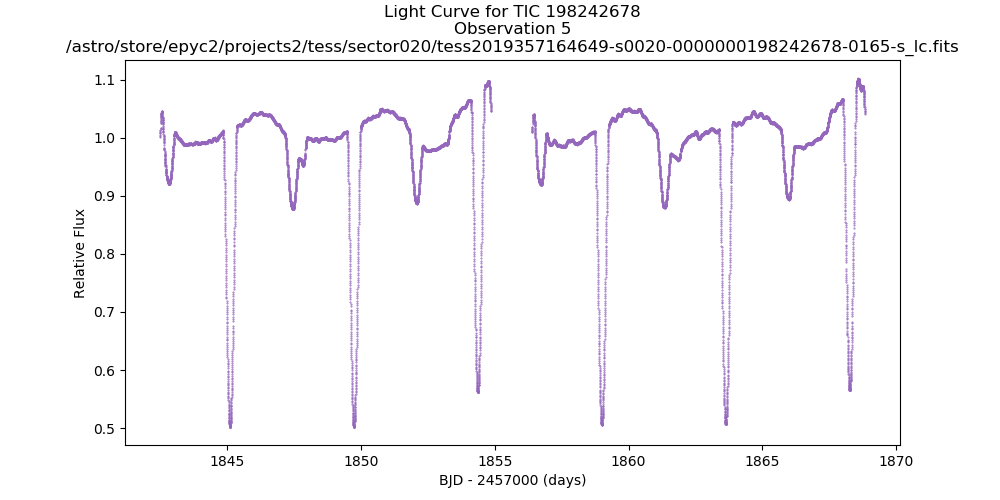 Light Curve for TIC 198242678
Observation 5
/astro/store/epyc2/projects2/tess/sector020/tess2019357164649-s0020-0000000198242678-0165-s_lc.fits
1.1
1.0
0.9
0.8
0.7
0.6
0.5
Relative Flux
1845 1850 1855 1860 1865 1870
BJD - 2457000 (days)